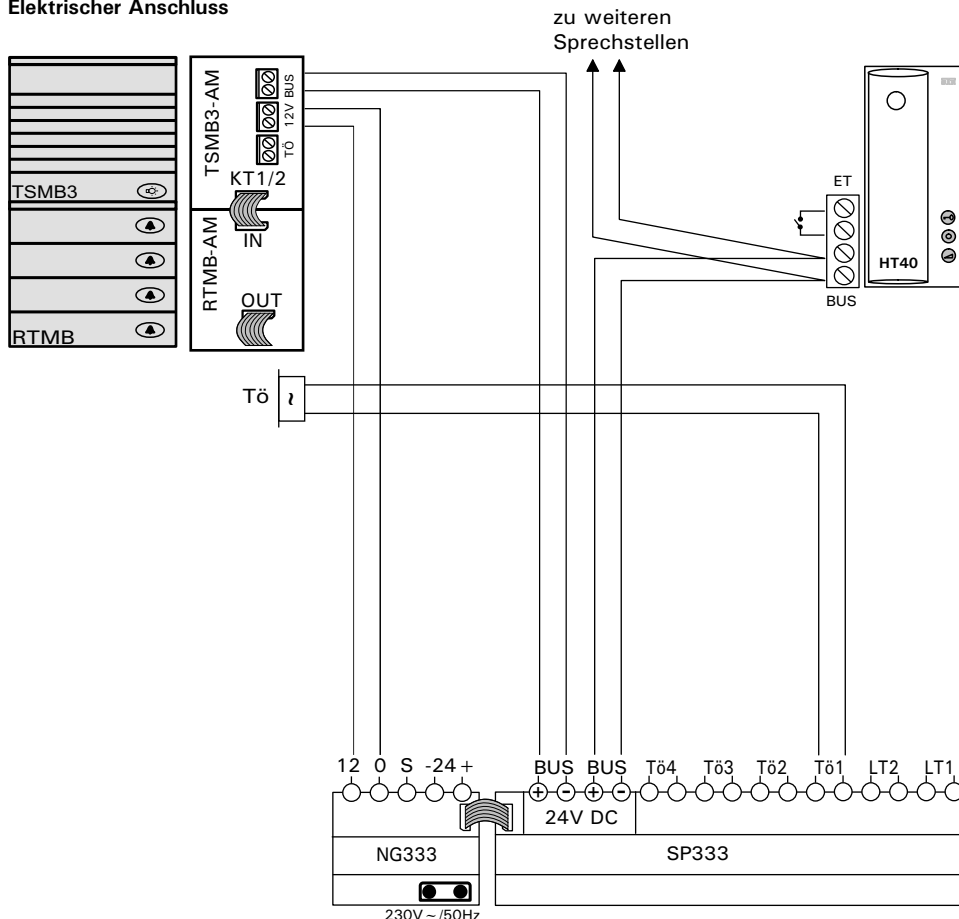 Elektrischer Anschluss
zu weiteren
Sprechstellen
TSMB3-AM
BUS
12V
TÖ
KT1/2
TSMB3
IN
RTMB-AM
OUT
RTMB
ET
HT40
BUS
Tö
~
12 0 S -24+
BUS BUS Tö4 Tö3 Tö2 Tö1 LT2 LT1
+ - + -
24V DC
NG333
SP333
230V~/50Hz